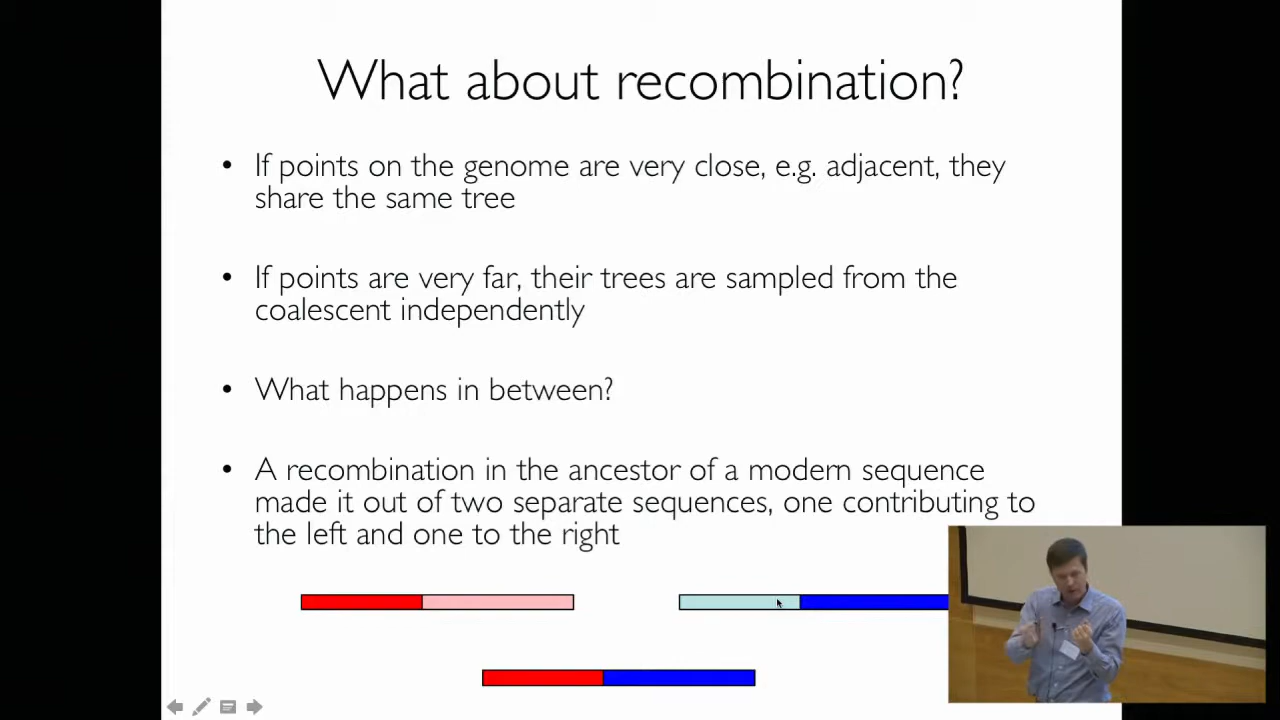 What about recombination?
• If points on the genome are very close, e.g. adjacent, they
share the same tree
• If points are very far, their trees are sampled from the
coalescent independently
• What happens in between?
• A recombination in the ancestor of a modern sequence
made it out of two separate sequences, one contributing to
the left and one to the right